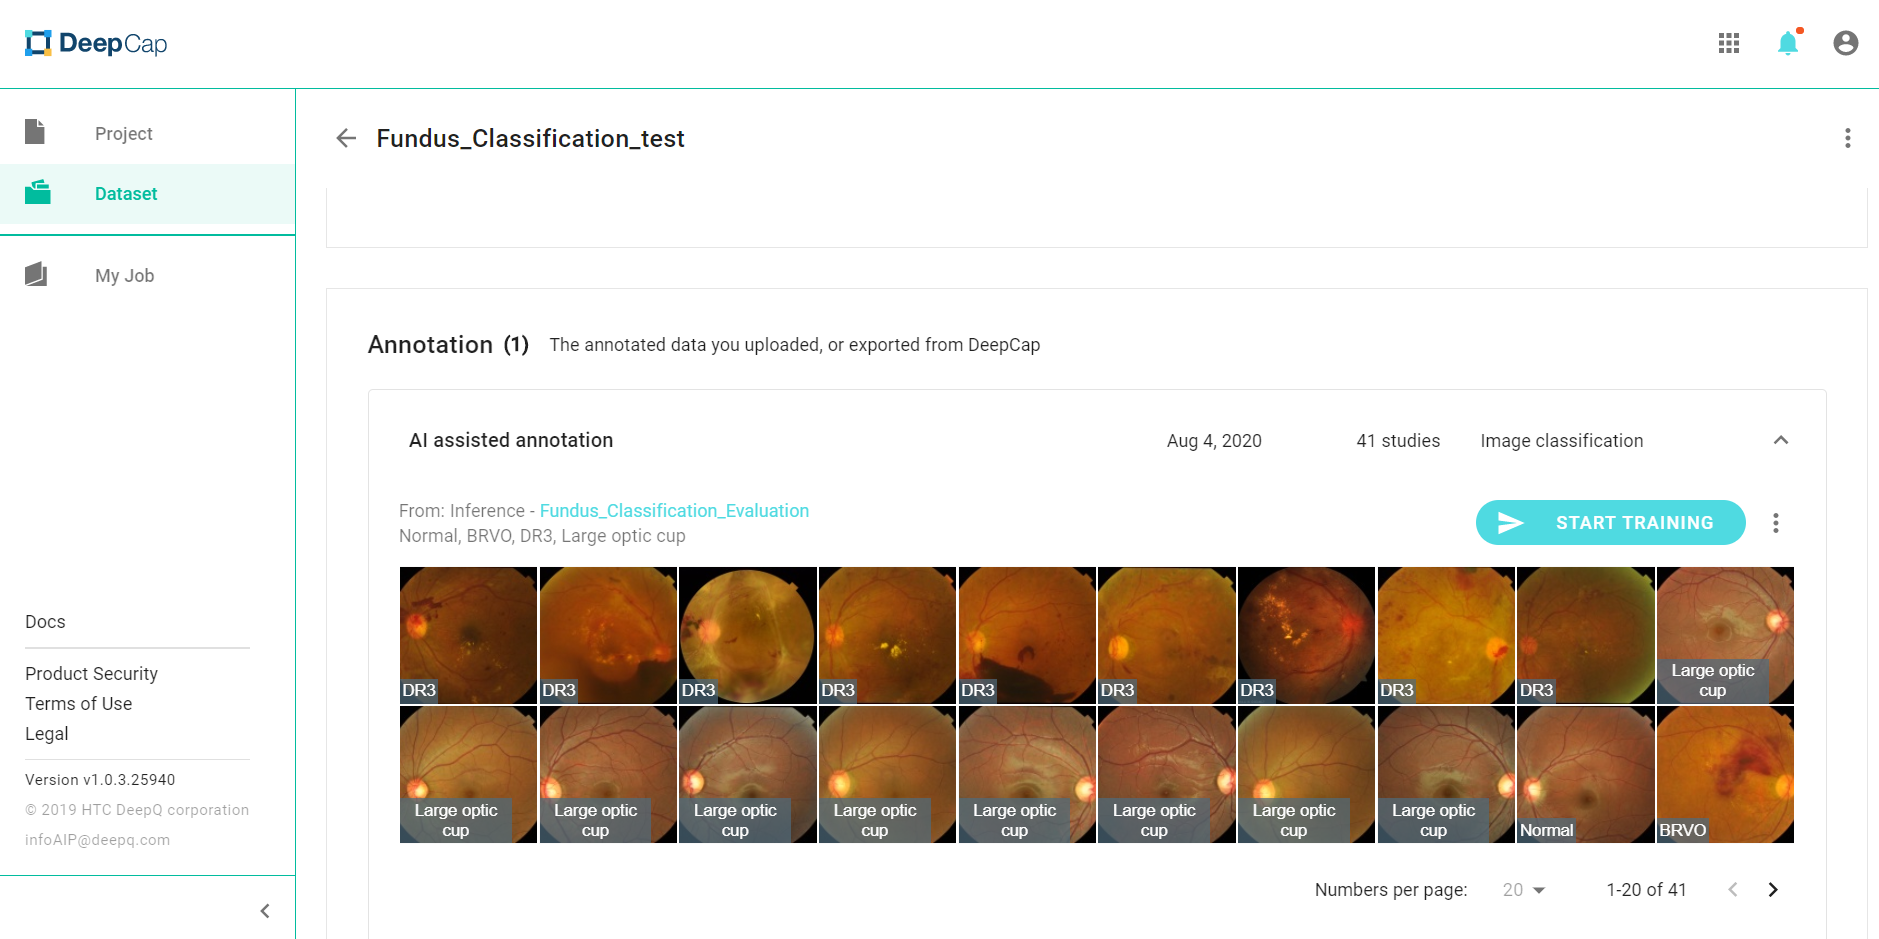 DeepCap
Project
Dataset
My Job
Docs
Product Security
Terms of Use
Legal
Version v1.0.3.25940
© 2019 HTC DeepQ corporation
infoAIP@deepq.com
Fundus_Classification_test
Annotation (1) The annotated data you uploaded, or exported from DeepCap
AI assisted annotation Aug 4, 2020 41 studies Image classification
From: Inference - Fundus_Classification_Evaluation
Normal, BRVO, DR3, Large optic cup
START TRAINING
DR3 DR3 DR3 DR3 DR3 DR3 DR3 DR3 DR3
Large optic
cup
Large optic
cup
Large optic
cup
Large optic
cup
Large optic
cup
Large optic
cup
Large optic
cup
Large optic
cup
Large optic
cup
Normal
BRVO
Numbers per page: 20 1-20 of 41